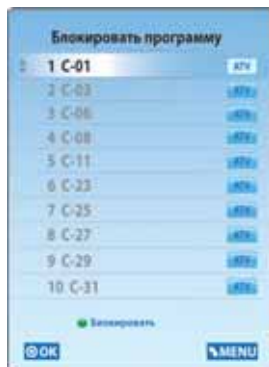 Блокировать программу
1 C-01 ATV
2 C-03 ATV
3 C-06 ATV
4 C-08 ATV
5 C-11 ATV
6 C-23 ATV
7 C-25 ATV
8 C-27 ATV
9 C-29 ATV
10 C-31 ATV
Блокировать
OK MENU